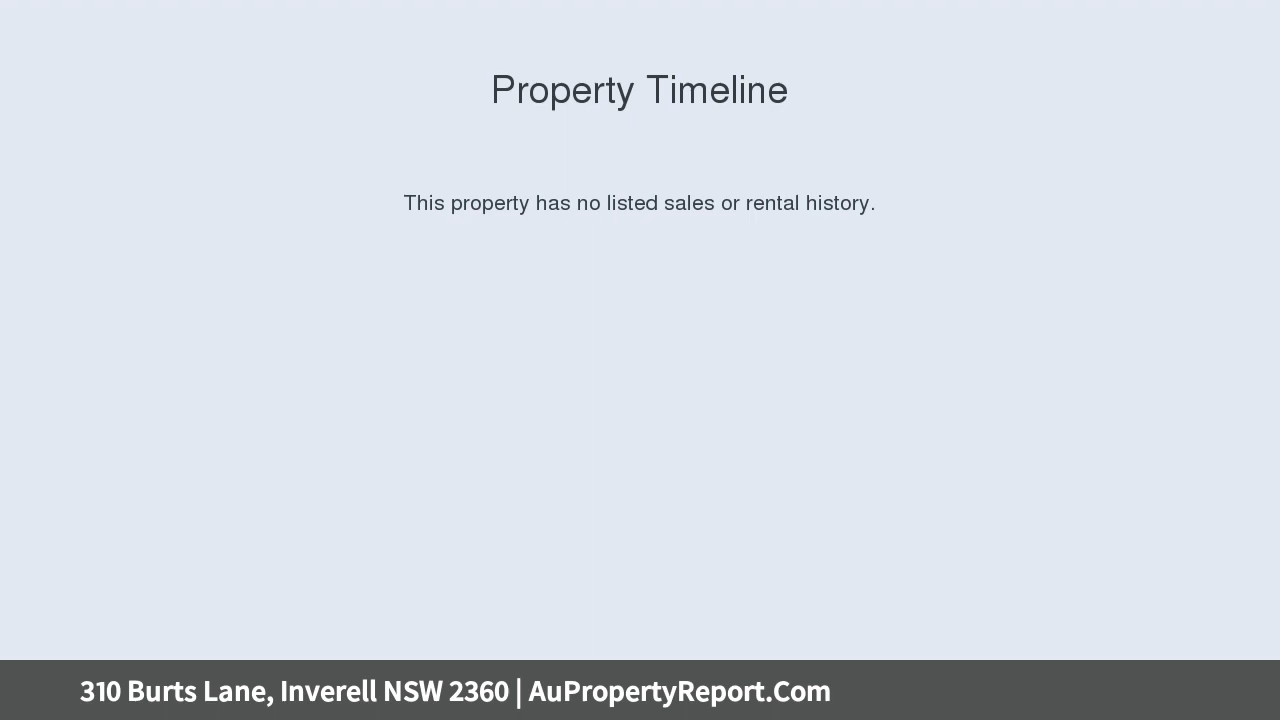 Property Timeline
This property has no listed sales or rental history.
310 Burts Lane, Inverell NSW 2360 | AuPropertyReport.Com